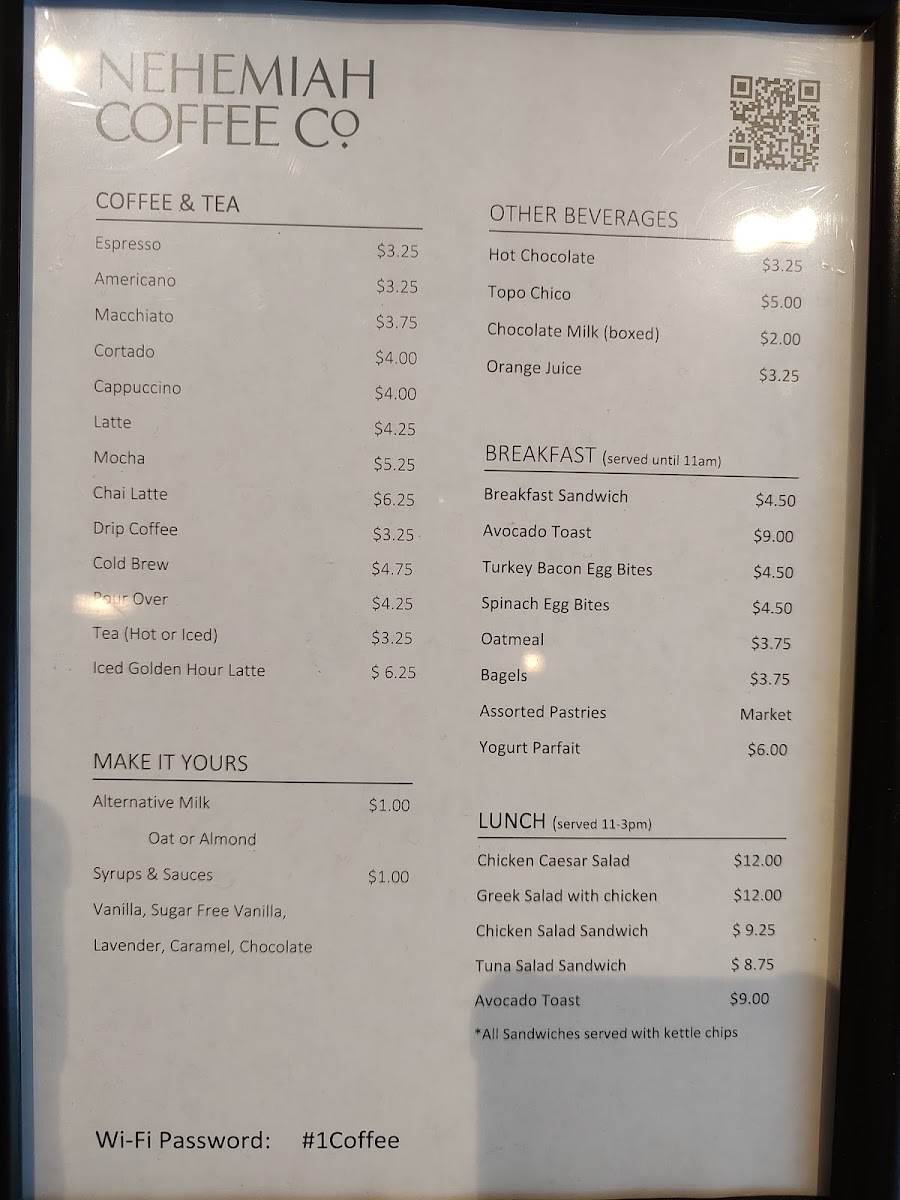 NEHEMIAH
COFFEE Co.
COFFEE & TEA
Espresso $3.25
Americano $3.25
Macchiato $3.75
Cortado $4.00
Cappuccino $4.00
Latte $4.25
Mocha $5.25
Chai Latte $6.25
Drip Coffee $3.25
Cold Brew $4.75
Pour Over $4.25
Tea (Hot or Iced) $3.25
Iced Golden Hour Latte $ 6.25
MAKE IT YOURS
Alternative Milk $1.00
Oat or Almond
Syrups & Sauces $1.00
Vanilla, Sugar Free Vanilla,
Lavender, Caramel, Chocolate
OTHER BEVERAGES
Hot Chocolate $3.25
Topo Chico $5.00
Chocolate Milk (boxed) $2.00
Orange Juice $3.25
BREAKFAST (served until 11am)
Breakfast Sandwich $4.50
Avocado Toast $9.00
Turkey Bacon Egg Bites $4.50
Spinach Egg Bites $4.50
Oatmeal $3.75
Bagels $3.75
Assorted Pastries Market
Yogurt Parfait $6.00
LUNCH (served 11-3pm)
Chicken Caesar Salad $12.00
Greek Salad with chicken $12.00
Chicken Salad Sandwich $ 9.25
Tuna Salad Sandwich $ 8.75
Avocado Toast $9.00
*All Sandwiches served with kettle chips
Wi-Fi Password: #1Coffee